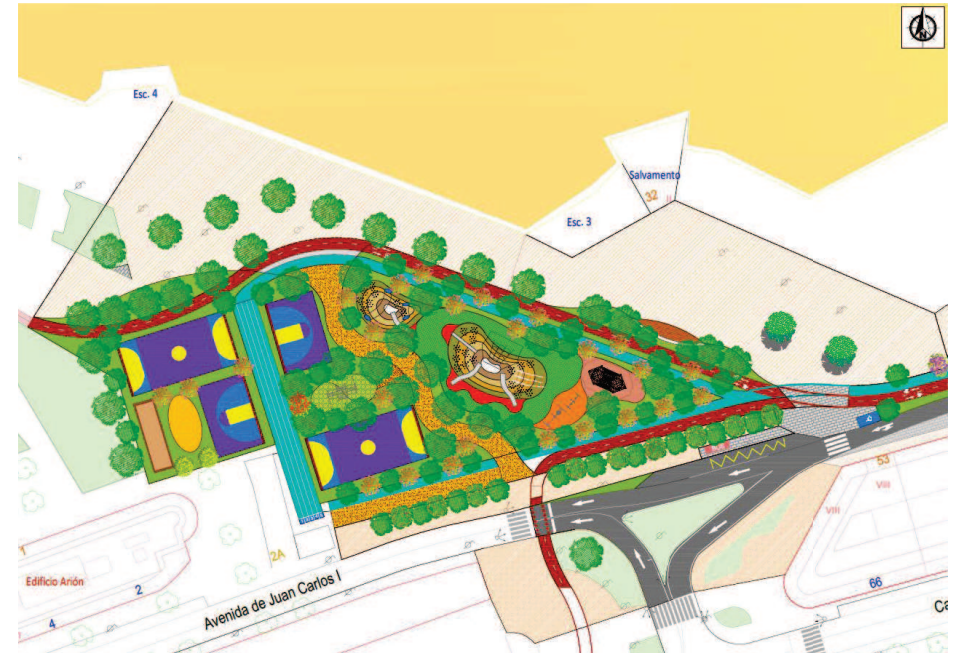 N
Esc. 4
Salvamento
32
II
Esc. 3
53
VIII
VIII
2A
1
Edificio Arión
2
4
66
Avenida de Juan Carlos I
Ca